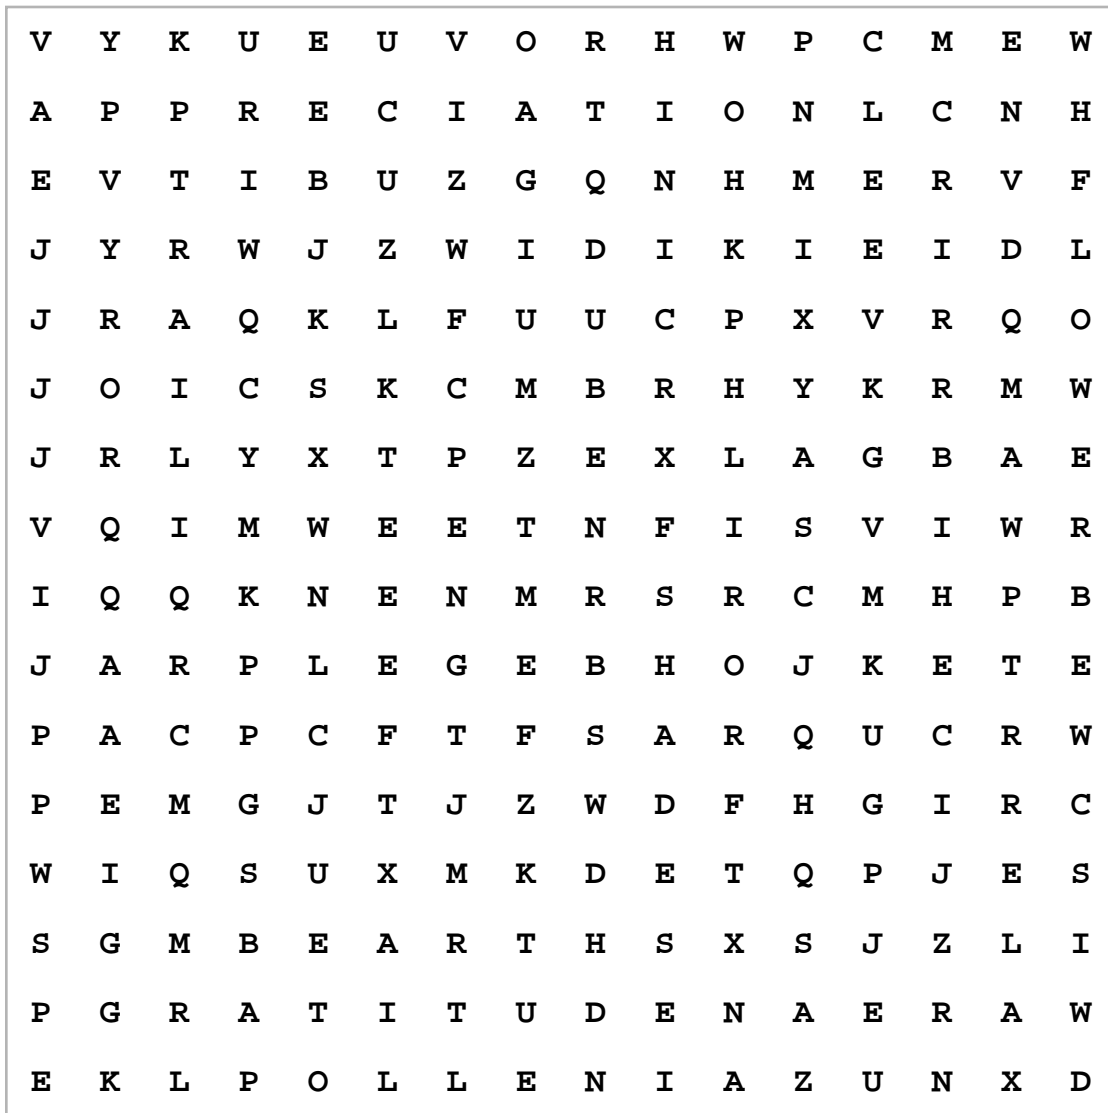 V Y K U E U V O R H W P C M E W
A P P R E C I A T I O N L C N H
E V T I B U Z G Q N H M E R V F
J Y R W J Z W I D I K I E I D L
J R A Q K L F U U C P X V R Q O
J O I C S K C M B R H Y K R M W
J R L Y X T P Z E X L A G B A E
V Q I M W E E T N F I S V I W R
I Q Q K N E N M R S R C M H P B
J A R P L E G E B H O J K E T E
P A C P C F T F S A R Q U C R W
P E M G J T J Z W D F H G I R C
W I Q S U X M K D E T Q P J E S
S G M B E A R T H S X S J Z L I
P G R A T I T U D E N A E R A W
E K L P O L L E N I A Z U N X D